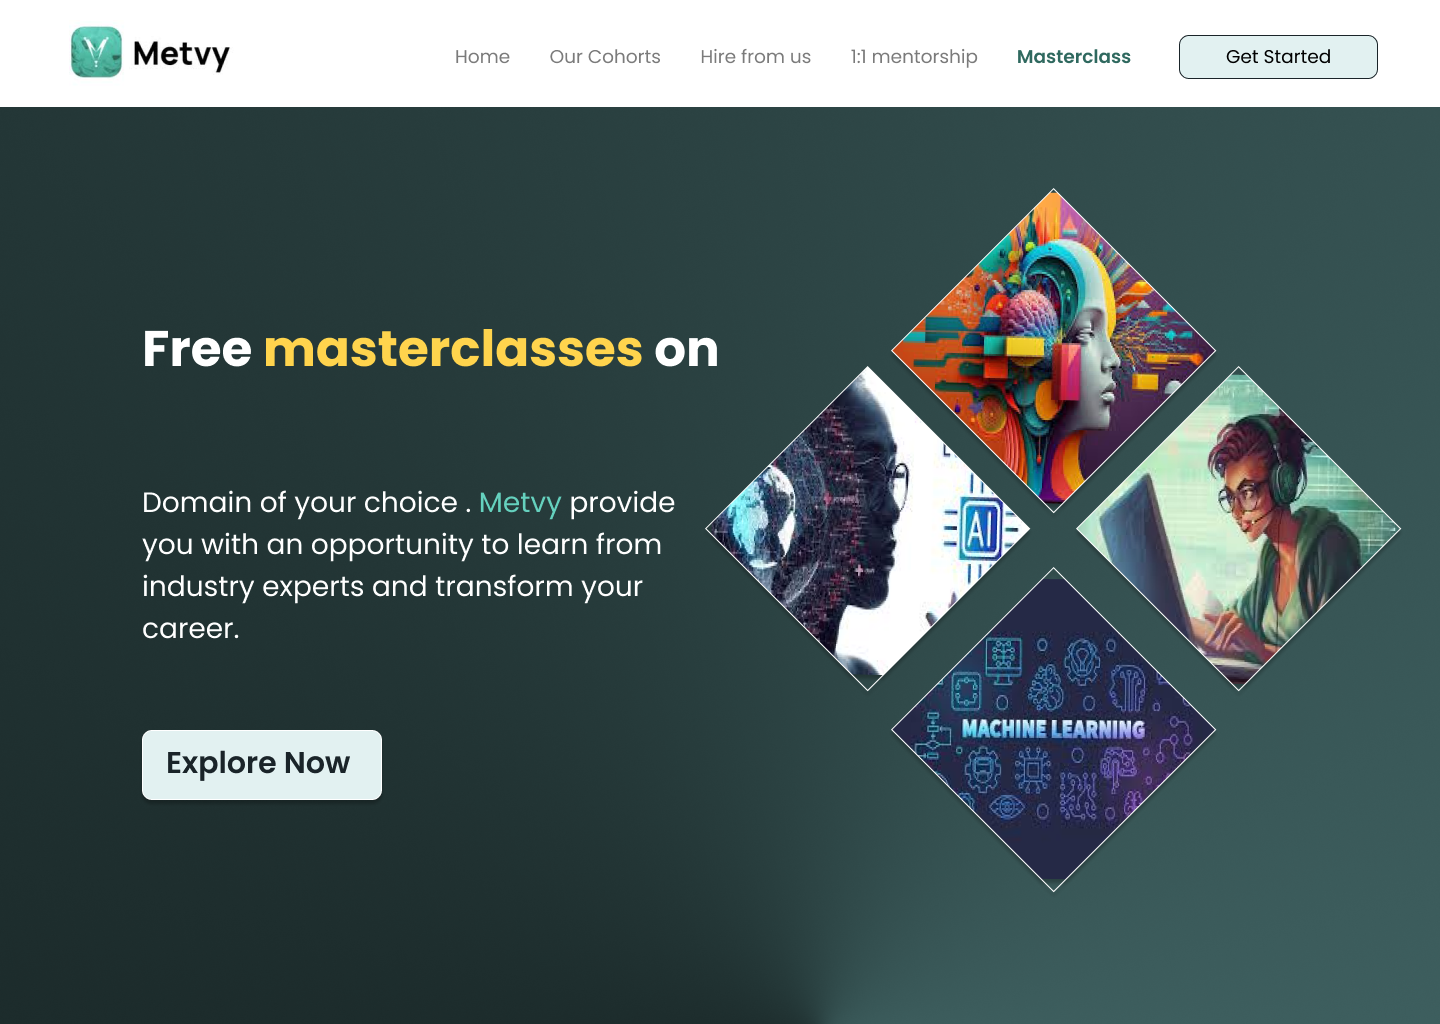 Metvy
Home
Our Cohorts
Hire from us
1:1 mentorship
Masterclass
Get Started
Free masterclasses on
Domain of your choice . Metvy provide
you with an opportunity to learn from
industry experts and transform your
career.
Explore Now
AI
MACHINE LEARNING